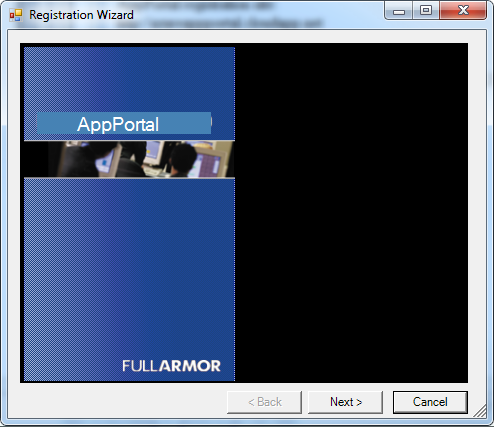 Registration Wizard
AppPortal
FULLARMOR
< Back
Next >
Cancel